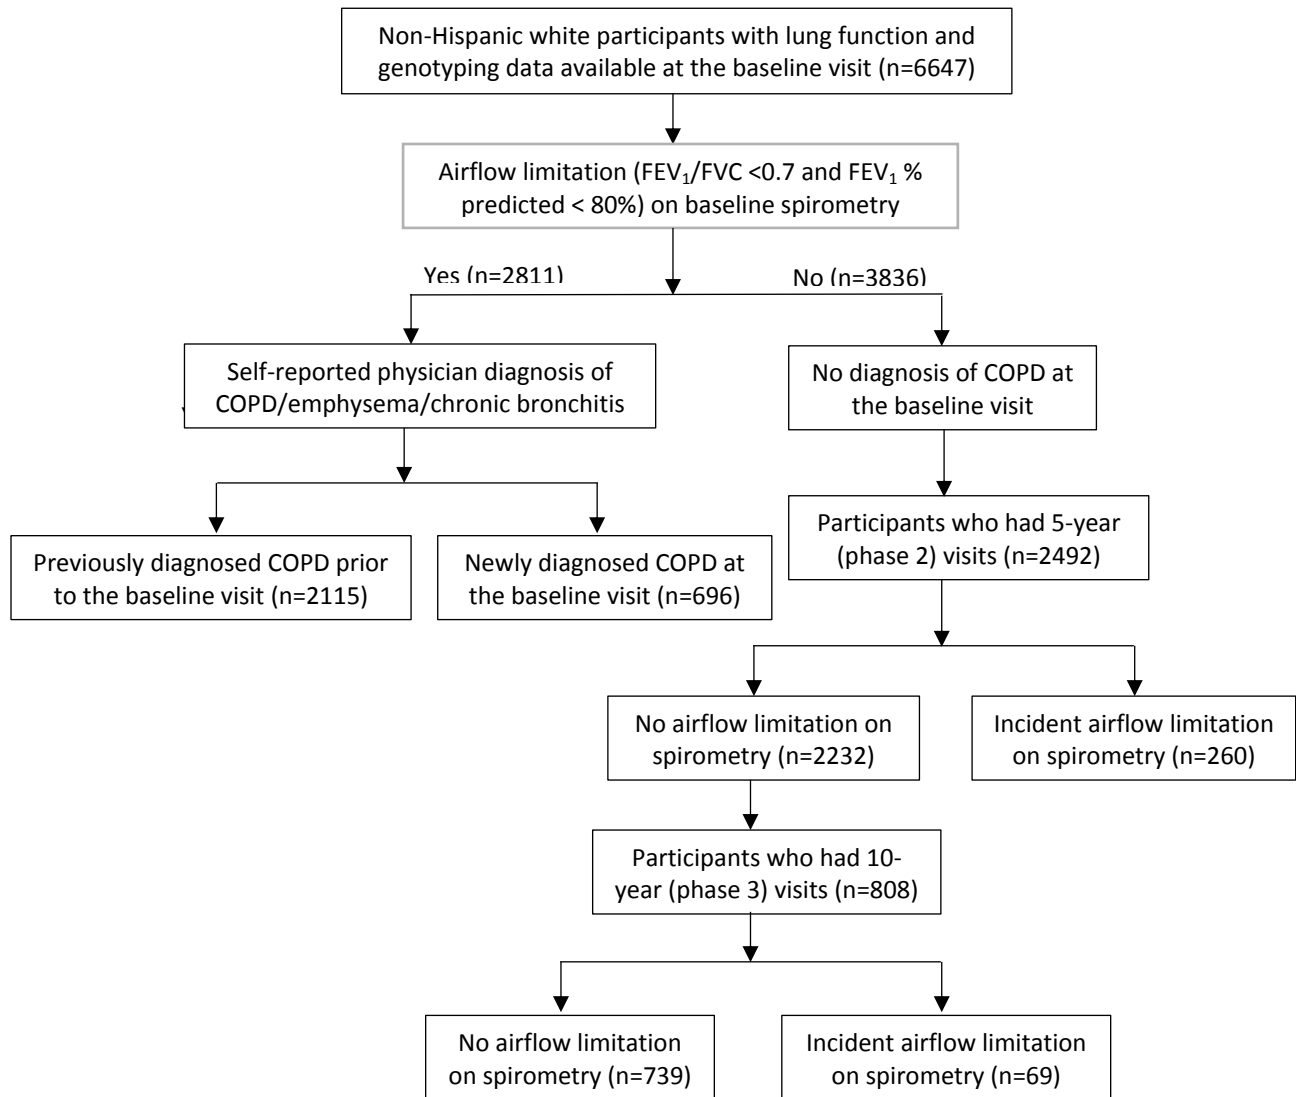 Non-Hispanic white participants with lung function and
genotyping data available at the baseline visit (n=6647)
Airflow limitation (FEV₁/FVC <0.7 and FEV₁ %
predicted < 80%) on baseline spirometry
Yes (n=2811)
No (n=3836)
Self-reported physician diagnosis of
COPD/emphysema/chronic bronchitis
No diagnosis of COPD at
the baseline visit
Previously diagnosed COPD prior
to the baseline visit (n=2115)
Newly diagnosed COPD at
the baseline visit (n=696)
Participants who had 5-year
(phase 2) visits (n=2492)
No airflow limitation on
spirometry (n=2232)
Incident airflow limitation
on spirometry (n=260)
Participants who had 10-
year (phase 3) visits (n=808)
No airflow limitation
on spirometry (n=739)
Incident airflow limitation
on spirometry (n=69)